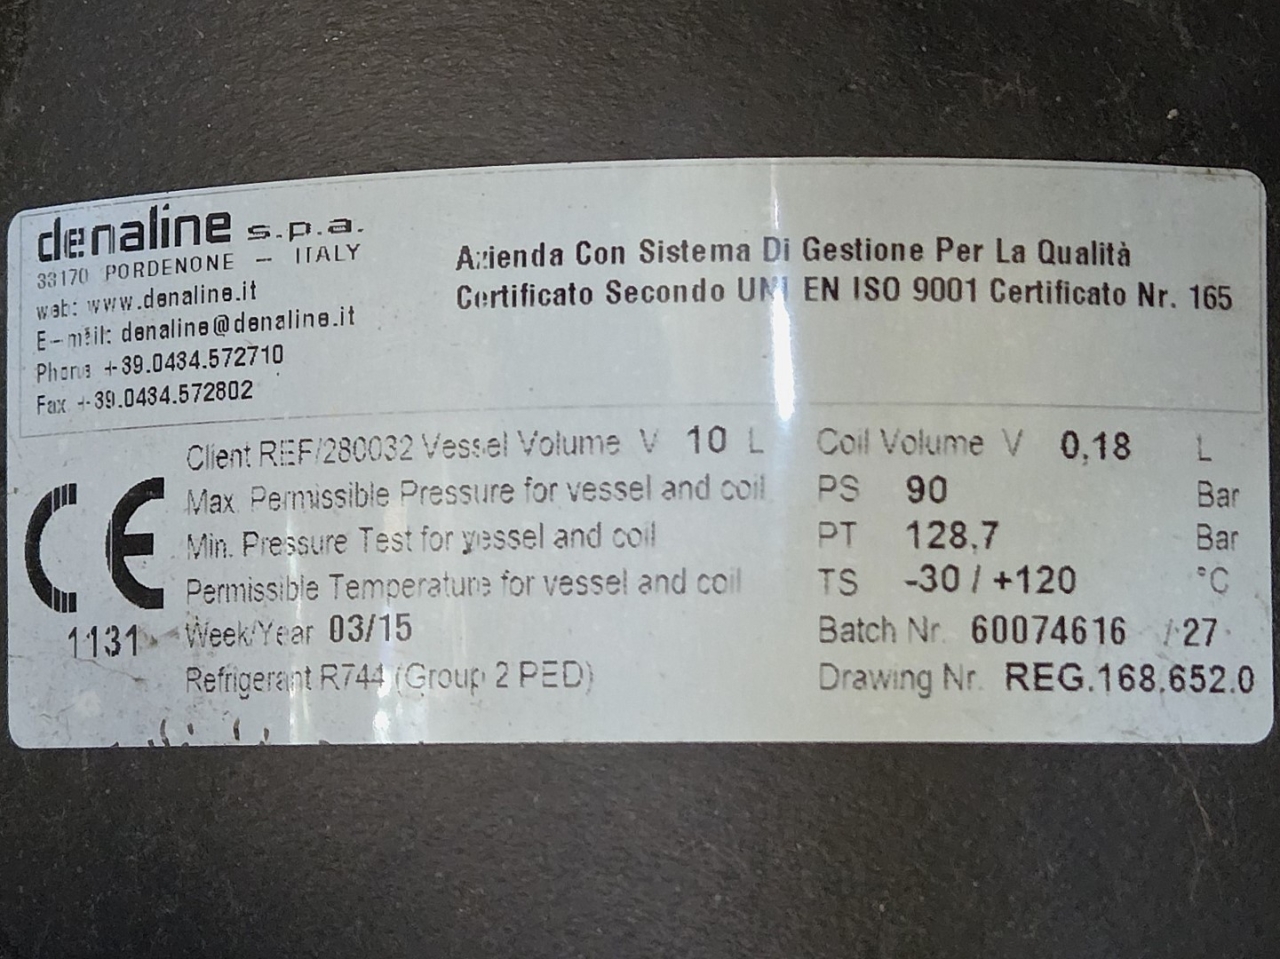 denaline s.p.a.
33170 PORDENONE – ITALY
web: www.denaline.it
E-mail: denaline@denaline.it
Phone +39.0434.572710
Fax +39.0434.572802
Azienda Con Sistema Di Gestione Per La Qualità
Certificato Secondo UNI EN ISO 9001 Certificato Nr. 165
Client REF/280032 Vessel Volume V 10 L Coil Volume V 0,18 L
Max. Permissible Pressure for vessel and coil PS 90 Bar
Min. Pressure Test for vessel and coil PT 128,7 Bar
Permissible Temperature for vessel and coil TS -30 / +120 °C
CE 1131
Week/Year 03/15 Batch Nr. 60074616 / 27
Refrigerant R744 (Group 2 PED) Drawing Nr. REG.168.652.0